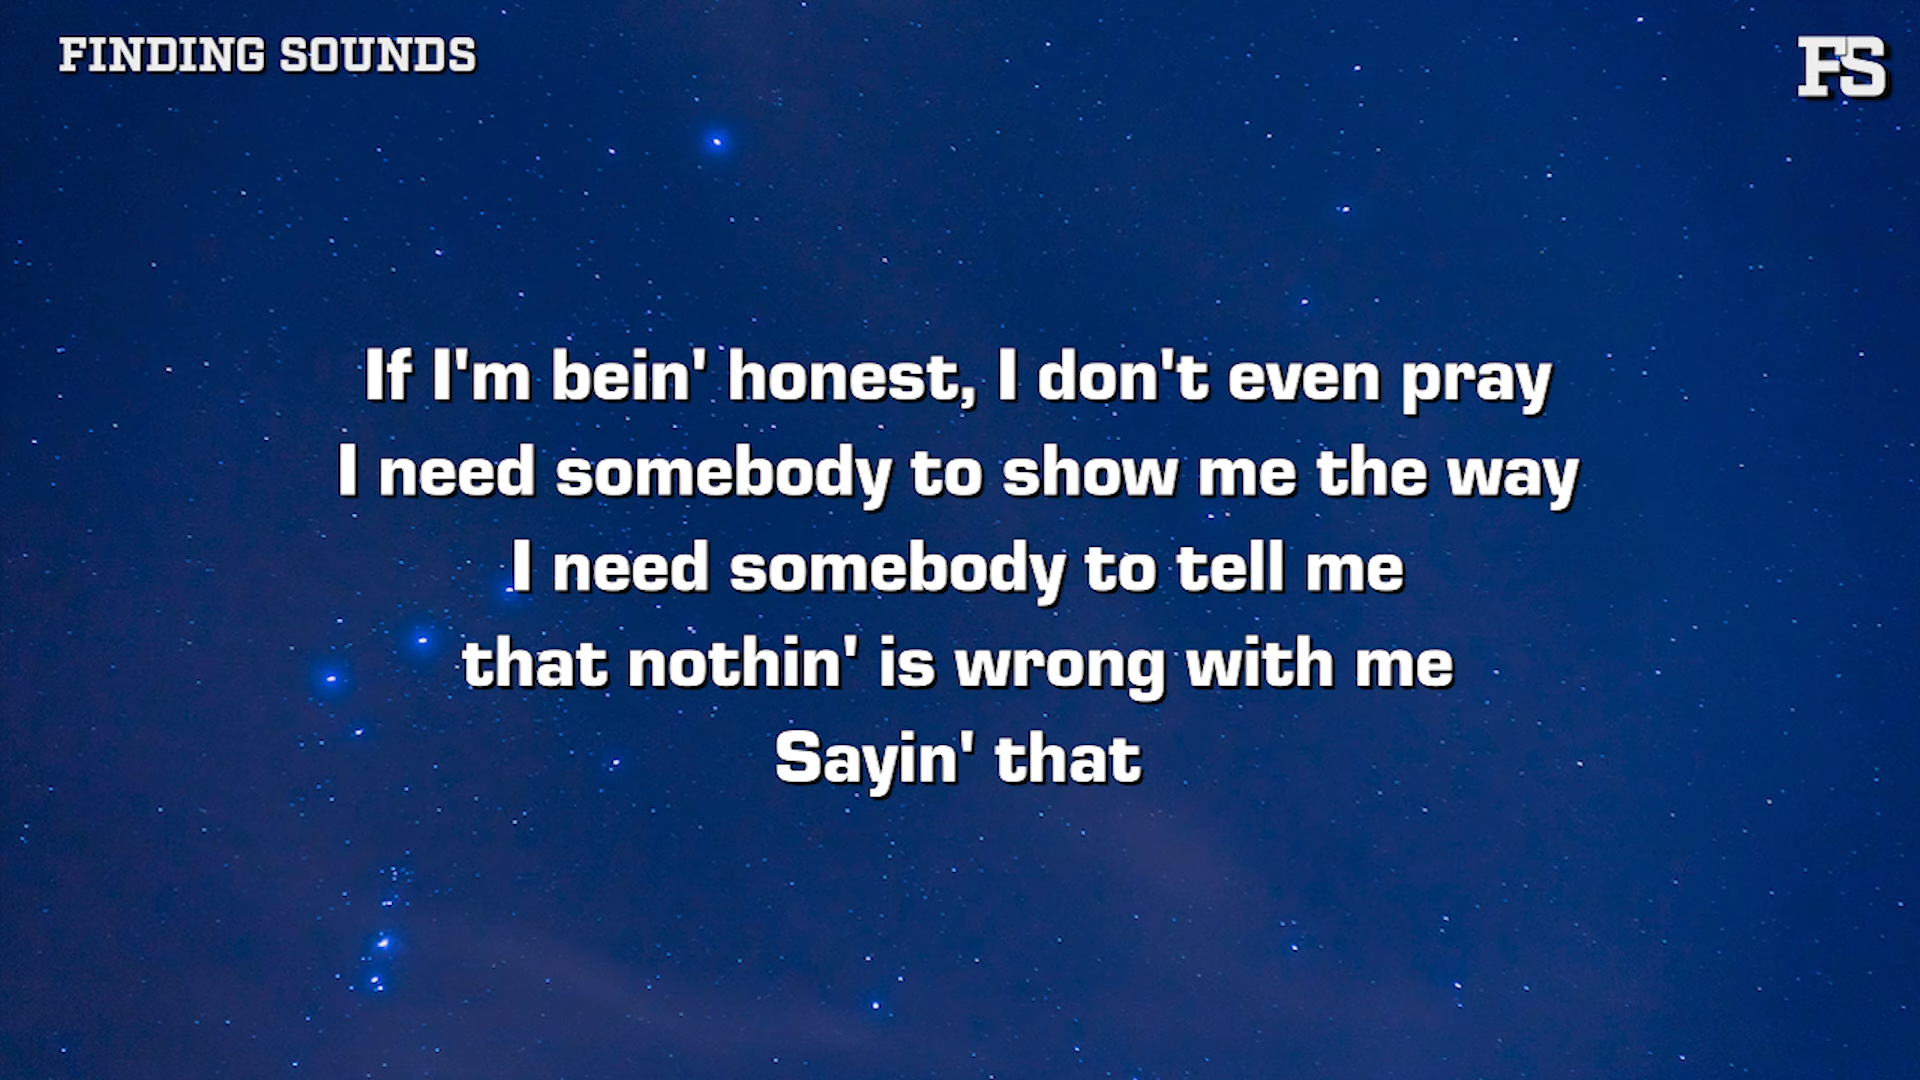 FINDING SOUNDS
FS
If I'm bein' honest, I don't even pray
I need somebody to show me the way
I need somebody to tell me
that nothin' is wrong with me
Sayin' that